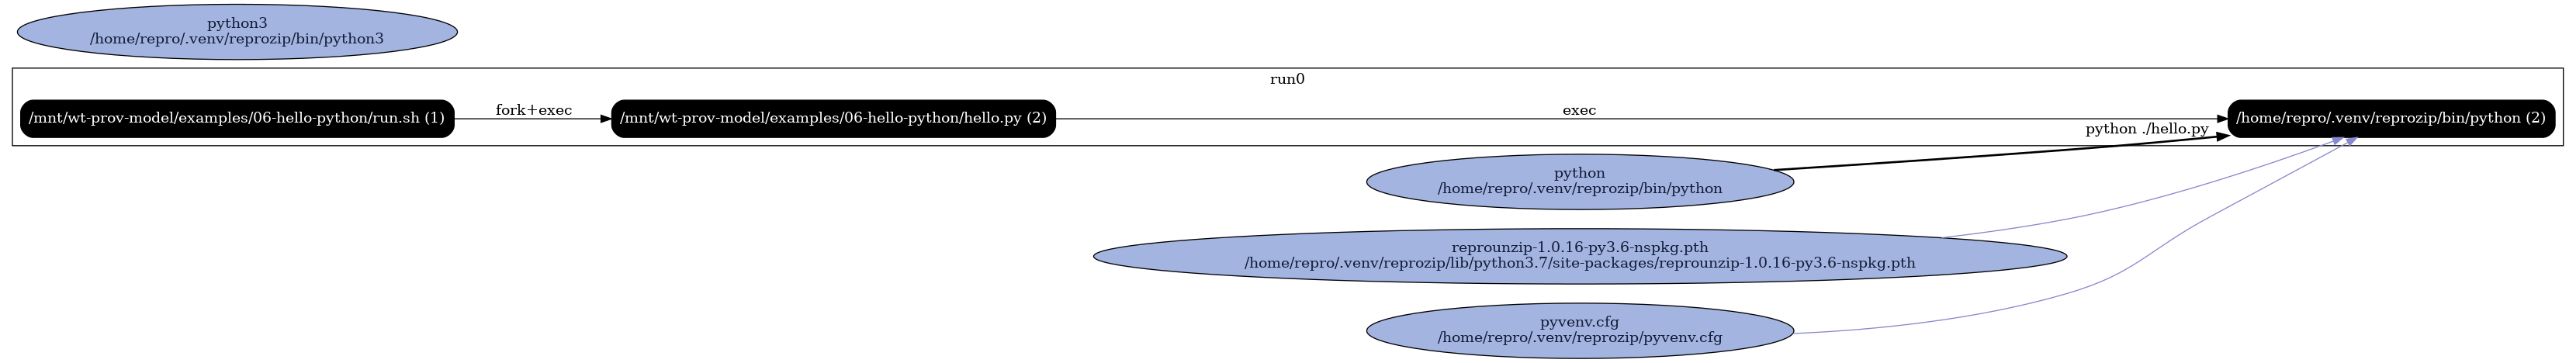 python3
/home/repro/.venv/reprozip/bin/python3
run0
/mnt/wt-prov-model/examples/06-hello-python/run.sh (1)
fork+exec
/mnt/wt-prov-model/examples/06-hello-python/hello.py (2)
exec
/home/repro/.venv/reprozip/bin/python (2)
python ./hello.py
python
/home/repro/.venv/reprozip/bin/python
reprounzip-1.0.16-py3.6-nspkg.pth
/home/repro/.venv/reprozip/lib/python3.7/site-packages/reprounzip-1.0.16-py3.6-nspkg.pth
pyvenv.cfg
/home/repro/.venv/reprozip/pyvenv.cfg